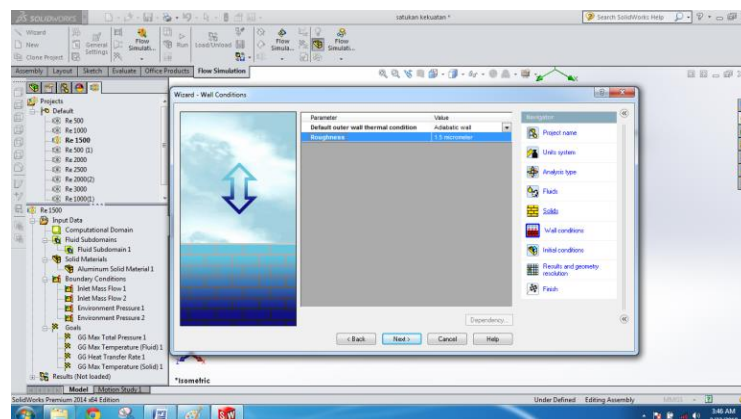 SOLIDWORKS
satukan kekuatan *
Search SolidWorks Help
Wizard
New
Clone Project
General Settings
Flow Simulati...
Run
Load/Unload
Flow Simula...
Flow Simulati...
Assembly Layout Sketch Evaluate Office Products Flow Simulation
Projects
Default
Re 500
Re 1000
Re 1500
Re 500 (1)
Re 2000
Re 2500
Re 2000(2)
Re 3000
Re 1000(1)
Re 1500
Input Data
Computational Domain
Fluid Subdomains
Fluid Subdomain 1
Solid Materials
Aluminum Solid Material 1
Boundary Conditions
Inlet Mass Flow 1
Inlet Mass Flow 2
Environment Pressure 1
Environment Pressure 2
Goals
GG Max Total Pressure 1
GG Max Temperature (Fluid) 1
GG Heat Transfer Rate 1
GG Max Temperature (Solid) 1
Results (Not loaded)
Model Motion Study 1
Wizard - Wall Conditions
Parameter Value
Default outer wall thermal condition Adiabatic wall
Roughness 1.5 micrometer
Dependency...
< Back Next > Cancel Help
Navigator
Project name
Units system
Analysis type
Fluids
Solids
Wall conditions
Initial conditions
Results and geometry
resolution
Finish
*Isometric
SolidWorks Premium 2014 x64 Edition
Under Defined Editing Assembly MMGS
3:46 AM